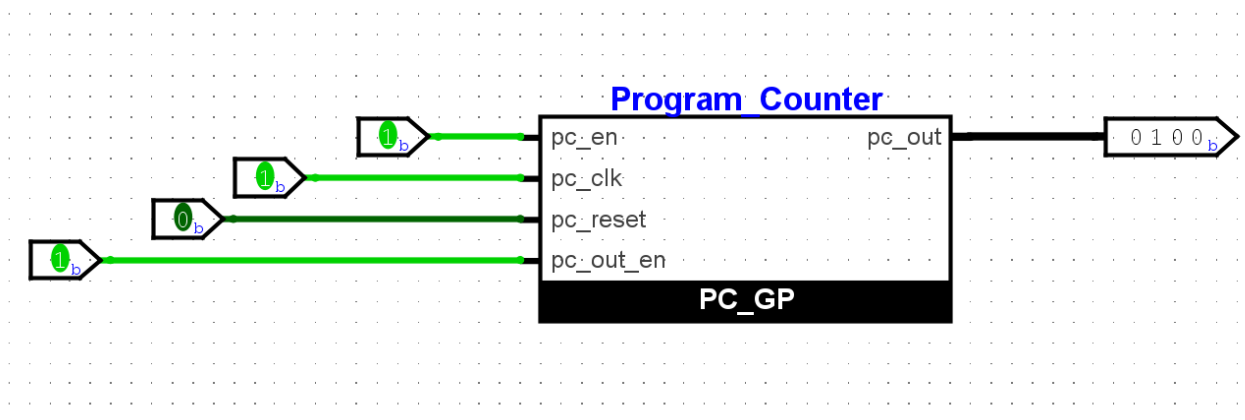 Program_Counter
1b
pc_en
pc_out
0100b
1b
pc_clk
0b
pc_reset
1b
pc_out_en
PC_GP